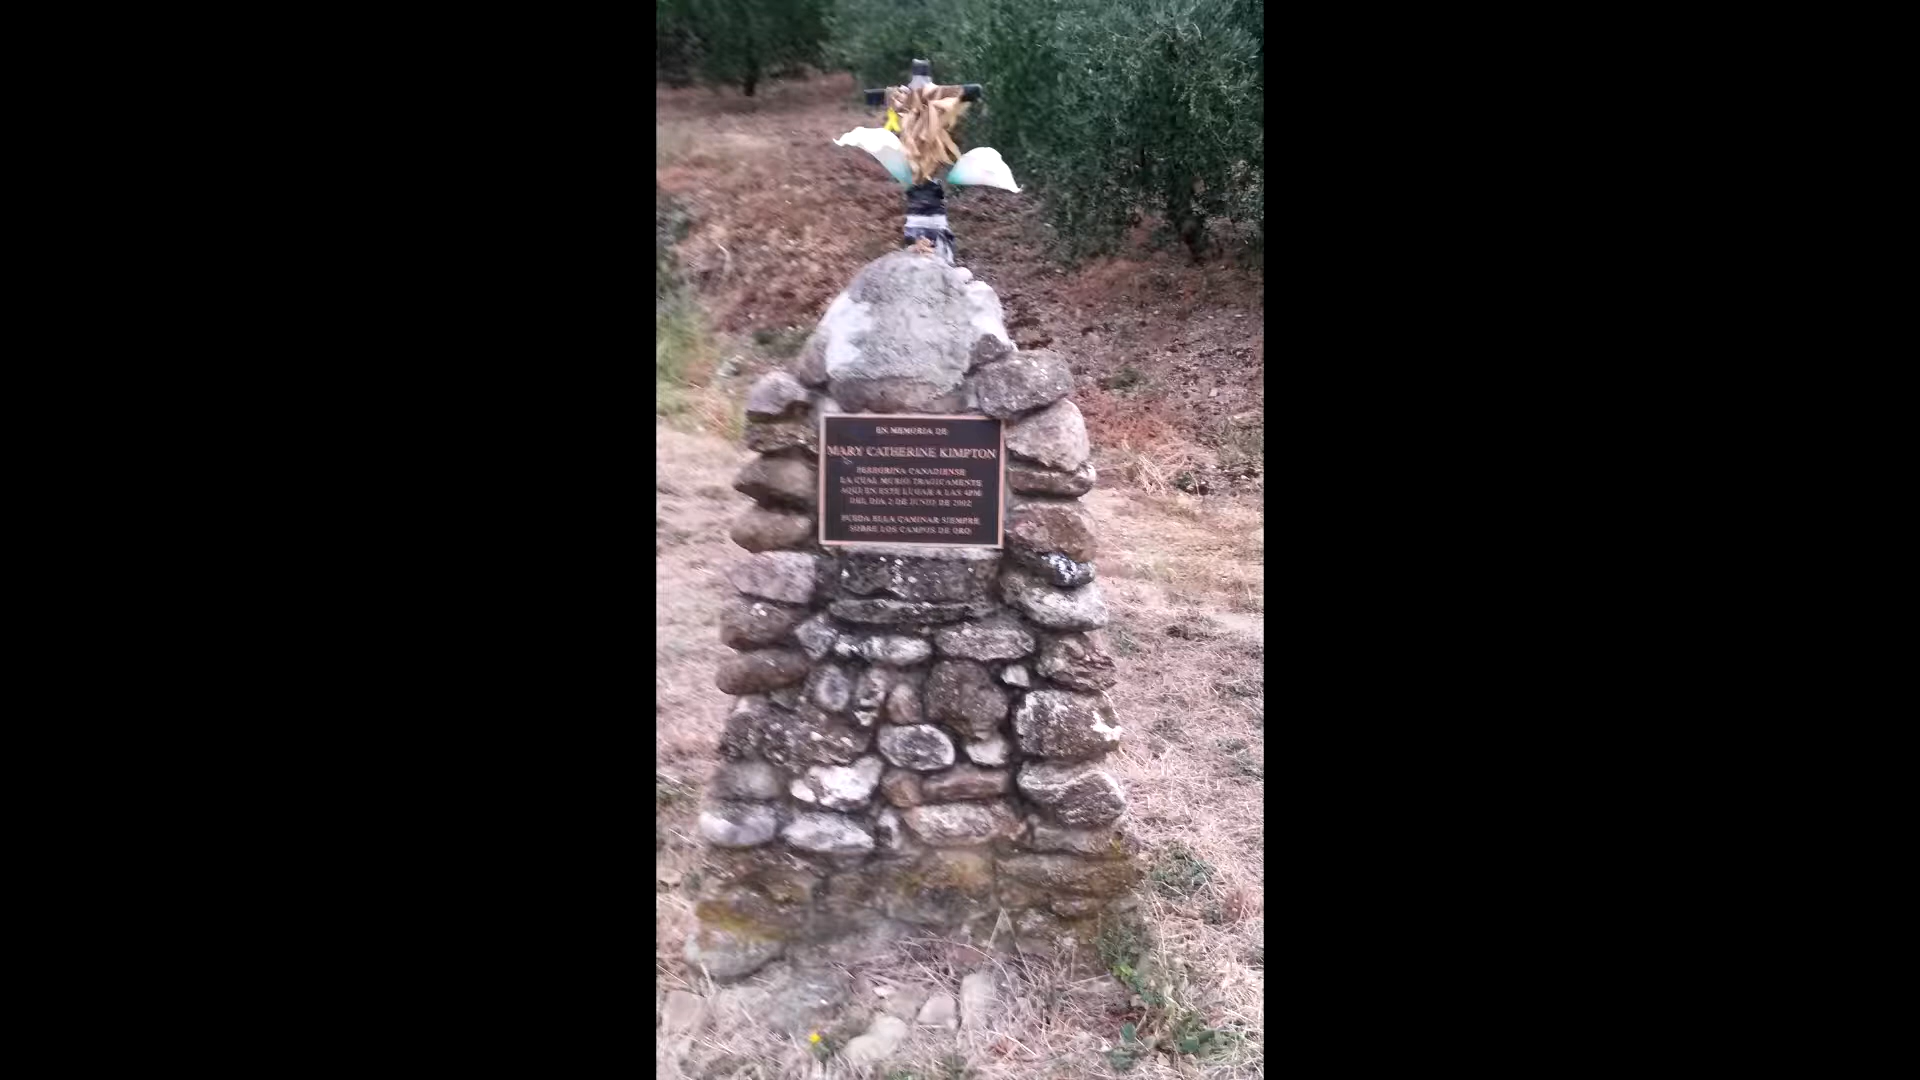 EN MEMORIA DE
MARY CATHERINE KIMPTON
PEREGRINA CANADIENSE
LA CUAL MURIO TRAGICAMENTE
AQUI EN ESTE LUGAR A LAS 4PM
DEL DIA 2 DE JUNIO DE 2002
PUEDA ELLA CAMINAR SIEMPRE
SOBRE LOS CAMPOS DE ORO